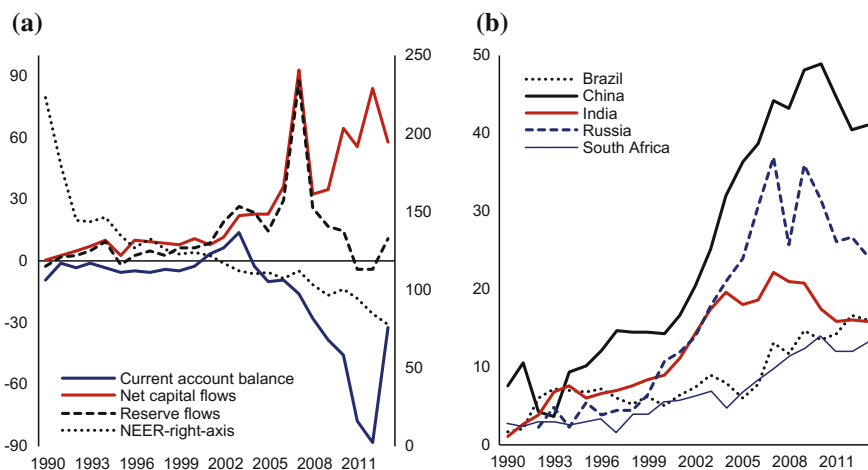 (a)
90
60
30
0
-30
-60
-90
250
200
150
100
50
0
Current account balance
Net capital flows
Reserve flows
NEER-right-axis
1990 1993 1996 1999 2002 2005 2008 2011
(b)
50
40
30
20
10
0
Brazil
China
India
Russia
South Africa
1990 1993 1996 1999 2002 2005 2008 2011